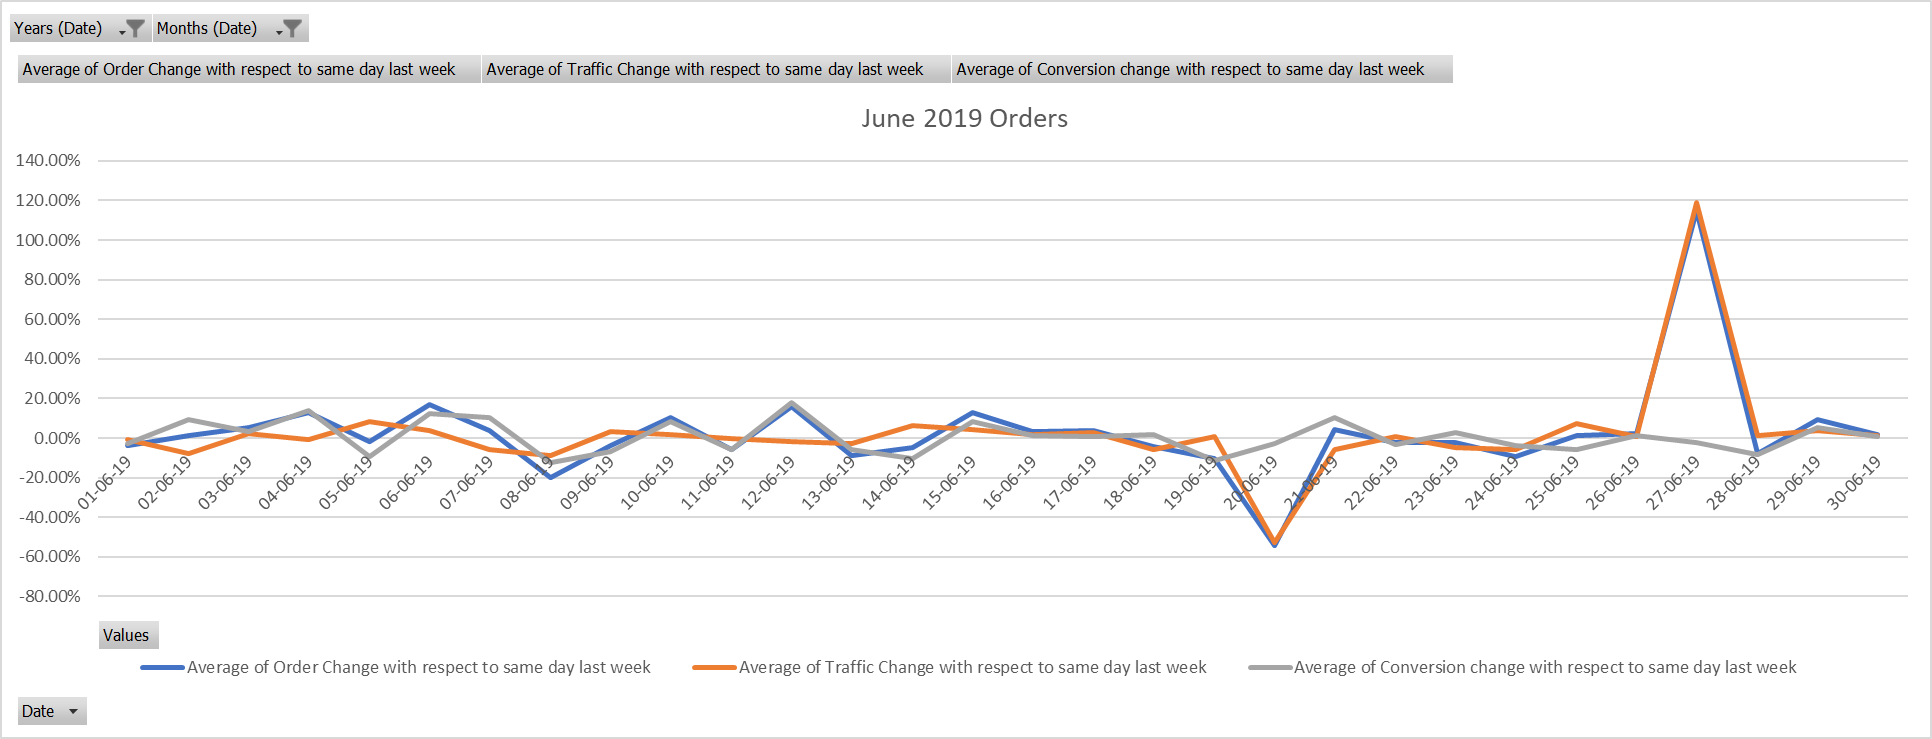 Years (Date) Months (Date)
Average of Order Change with respect to same day last week Average of Traffic Change with respect to same day last week Average of Conversion change with respect to same day last week
June 2019 Orders
140.00%
120.00%
100.00%
80.00%
60.00%
40.00%
20.00%
0.00%
-20.00%
-40.00%
-60.00%
-80.00%
01-06-19 02-06-19 03-06-19 04-06-19 05-06-19 06-06-19 07-06-19 08-06-19 09-06-19 10-06-19 11-06-19 12-06-19 13-06-19 14-06-19 15-06-19 16-06-19 17-06-19 18-06-19 19-06-19 20-06-19 21-06-19 22-06-19 23-06-19 24-06-19 25-06-19 26-06-19 27-06-19 28-06-19 29-06-19 30-06-19
Values
Average of Order Change with respect to same day last week Average of Traffic Change with respect to same day last week Average of Conversion change with respect to same day last week
Date